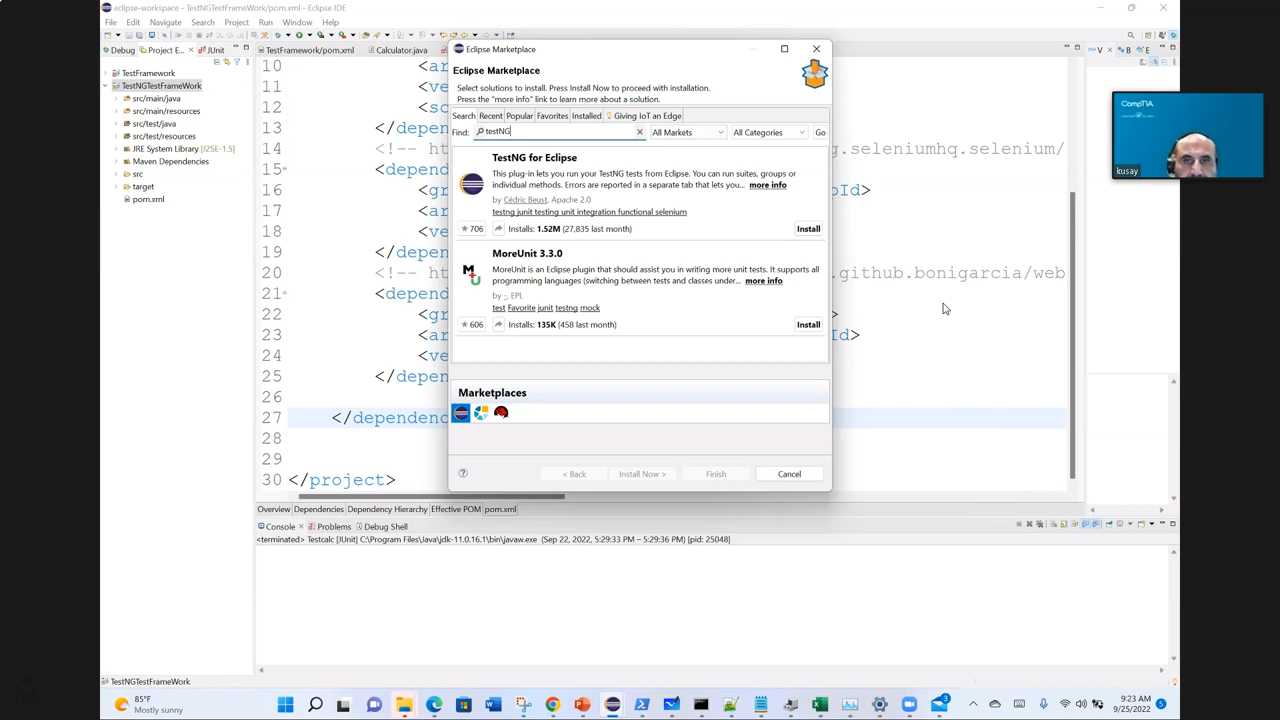 eclipse-workspace - TestNGTestFrameWork/pom.xml - Eclipse IDE
File Edit Navigate Search Project Run Window Help
Debug Project E... JUnit
TestFramework/pom.xml Calculator.java
TestFramework
TestNGTestFrameWork
src/main/java
src/main/resources
src/test/java
src/test/resources
JRE System Library [J2SE-1.5]
Maven Dependencies
src
target
pom.xml
10 <ar
11 <ve
12 <sc
13 </depen
14 <!-- ht g.seleniumhq.selenium/
15 <depend
16 <gr Id>
17 <ar
18 <ve
19 </depen
20 <!-- ht .github.bonigarcia/web
21 <depend
22 <gr >
23 <ar Id>
24 <ve
25 </depen
26
27 </dependenc
28
29
30 </project>
Eclipse Marketplace
Eclipse Marketplace
Select solutions to install. Press Install Now to proceed with installation.
Press the "more info" link to learn more about a solution.
Search Recent Popular Favorites Installed Giving IoT an Edge
Find: testNG All Markets All Categories Go
TestNG for Eclipse
This plug-in lets you run your TestNG tests from Eclipse. You can run suites, groups or
individual methods. Errors are reported in a separate tab that lets you... more info
by Cédric Beust, Apache 2.0
testng junit testing unit integration functional selenium
706 Installs: 1.52M (27,835 last month) Install
MoreUnit 3.3.0
MoreUnit is an Eclipse plugin that should assist you in writing more unit tests. It supports all
programming languages (switching between tests and classes under... more info
by ., EPL
test Favorite junit testng mock
606 Installs: 135K (458 last month) Install
Marketplaces
< Back Install Now > Finish Cancel
V B E
CompTIA
kusay
Overview Dependencies Dependency Hierarchy Effective POM pom.xml
Console Problems Debug Shell
<terminated> Testcalc [JUnit] C:\Program Files\Java\jdk-11.0.16.1\bin\javaw.exe (Sep 22, 2022, 5:29:33 PM – 5:29:36 PM) [pid: 25048]
TestNGTestFrameWork
85°F
Mostly sunny
3
9:23 AM
9/25/2022
5